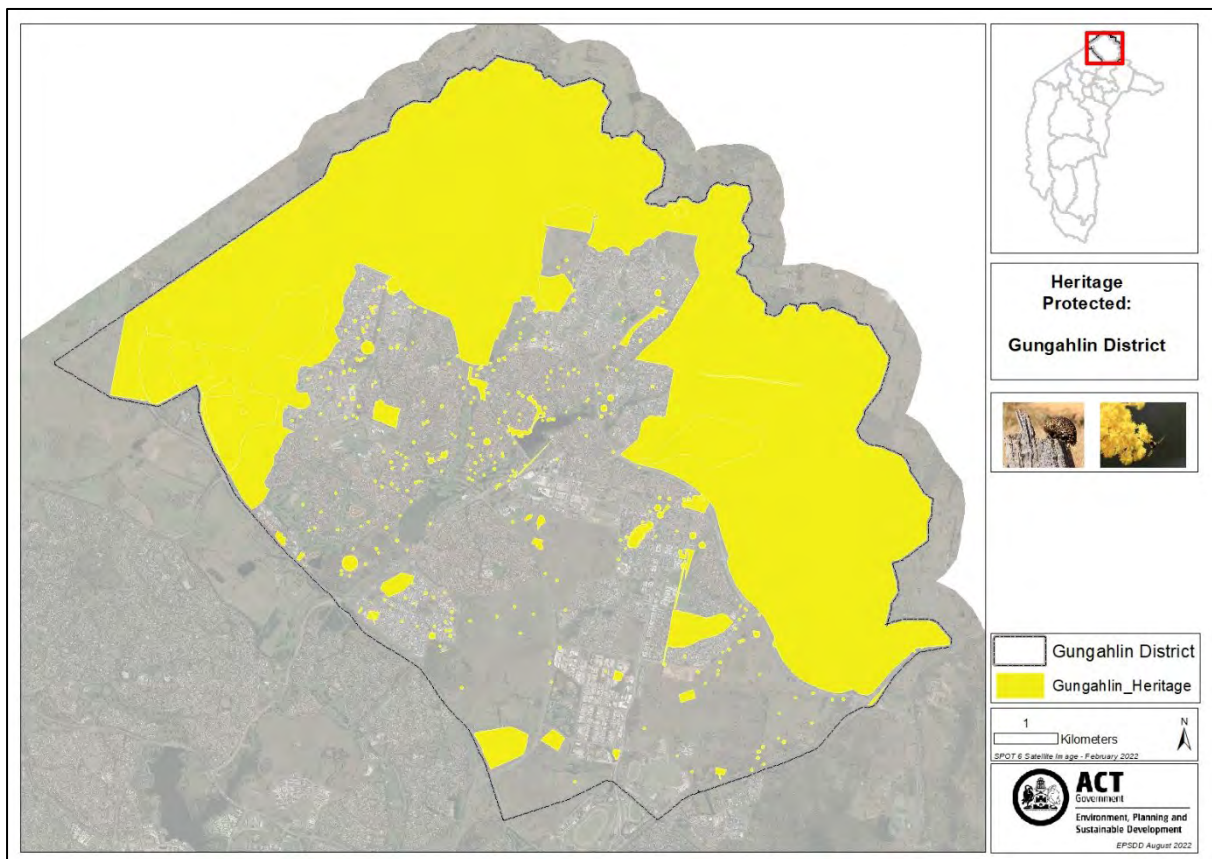 Heritage
Protected:
Gungahlin District
Gungahlin District
Gungahlin_Heritage
1
Kilometers
N
SPOT 6 Satellite Image - February 2022
ACT
Government
Environment, Planning and
Sustainable Development
EPSDD August 2022